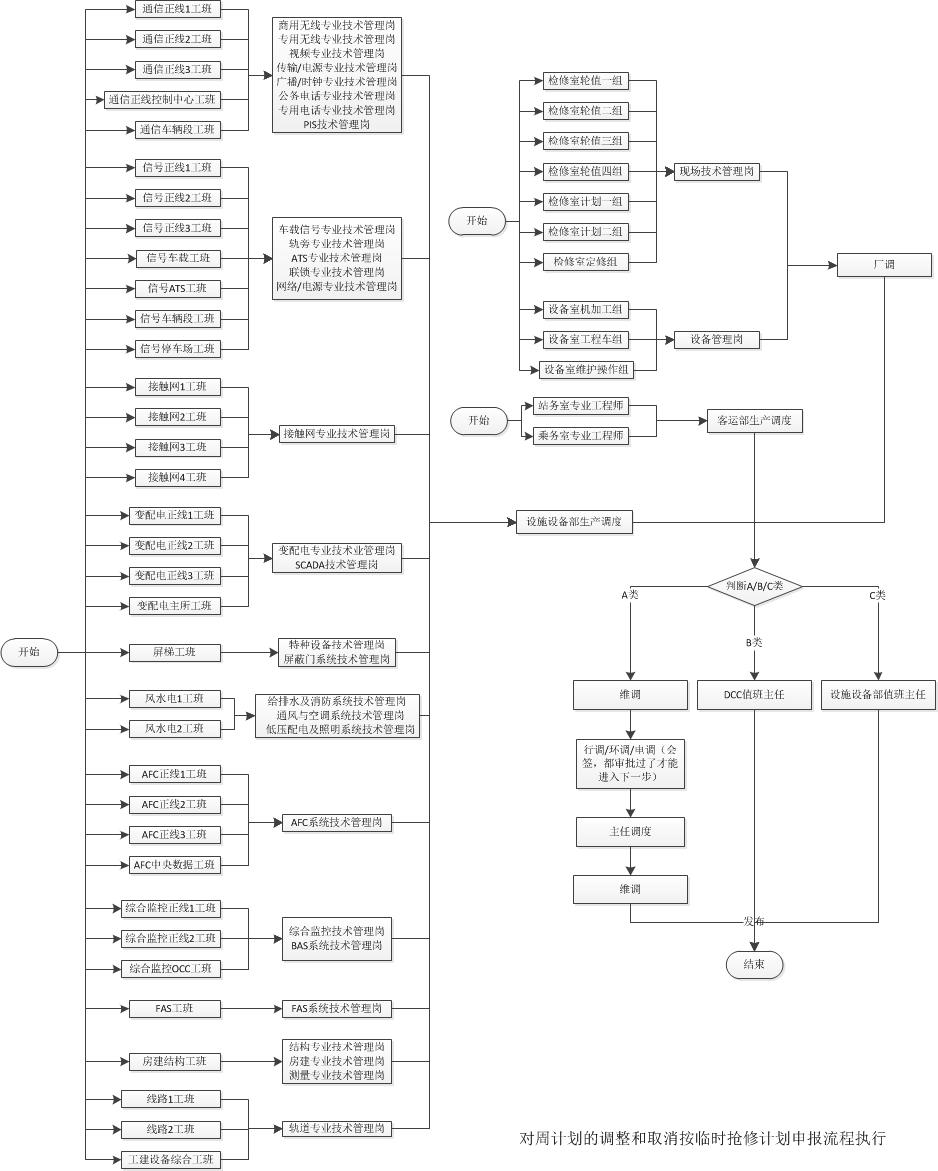 开始
通信正线1工班
通信正线2工班
通信正线3工班
通信正线控制中心工班
通信车辆段工班
商用无线专业技术管理岗
专用无线专业技术管理岗
视频专业技术管理岗
传输/电源专业技术管理岗
广播/时钟专业技术管理岗
公务电话专业技术管理岗
专用电话专业技术管理岗
PIS技术管理岗
信号正线1工班
信号正线2工班
信号正线3工班
信号车载工班
信号ATS工班
信号车辆段工班
信号停车场工班
车载信号专业技术管理岗
轨旁专业技术管理岗
ATS专业技术管理岗
联锁专业技术管理岗
网络/电源专业技术管理岗
接触网1工班
接触网2工班
接触网3工班
接触网4工班
接触网专业技术管理岗
变配电正线1工班
变配电正线2工班
变配电正线3工班
变配电主所工班
变配电专业技术业管理岗
SCADA技术管理岗
屏梯工班
特种设备技术管理岗
屏蔽门系统技术管理岗
风水电1工班
风水电2工班
给排水及消防系统技术管理岗
通风与空调系统技术管理岗
低压配电及照明系统技术管理岗
AFC正线1工班
AFC正线2工班
AFC正线3工班
AFC中央数据工班
AFC系统技术管理岗
综合监控正线1工班
综合监控正线2工班
综合监控OCC工班
综合监控技术管理岗
BAS系统技术管理岗
FAS工班
FAS系统技术管理岗
房建结构工班
结构专业技术管理岗
房建专业技术管理岗
测量专业技术管理岗
线路1工班
线路2工班
工建设备综合工班
轨道专业技术管理岗
开始
检修室轮值一组
检修室轮值二组
检修室轮值三组
检修室轮值四组
检修室计划一组
检修室计划二组
检修室定修组
现场技术管理岗
设备室机加工组
设备室工程车组
设备室维护操作组
设备管理岗
厂调
开始
站务室专业工程师
乘务室专业工程师
客运部生产调度
设施设备部生产调度
判断A/B/C类
A类
B类
C类
维调
DCC值班主任
设施设备部值班主任
行调/环调/电调（会
签，都审批过了才能
进入下一步）
主任调度
维调
发布
结束
对周计划的调整和取消按临时抢修计划申报流程执行